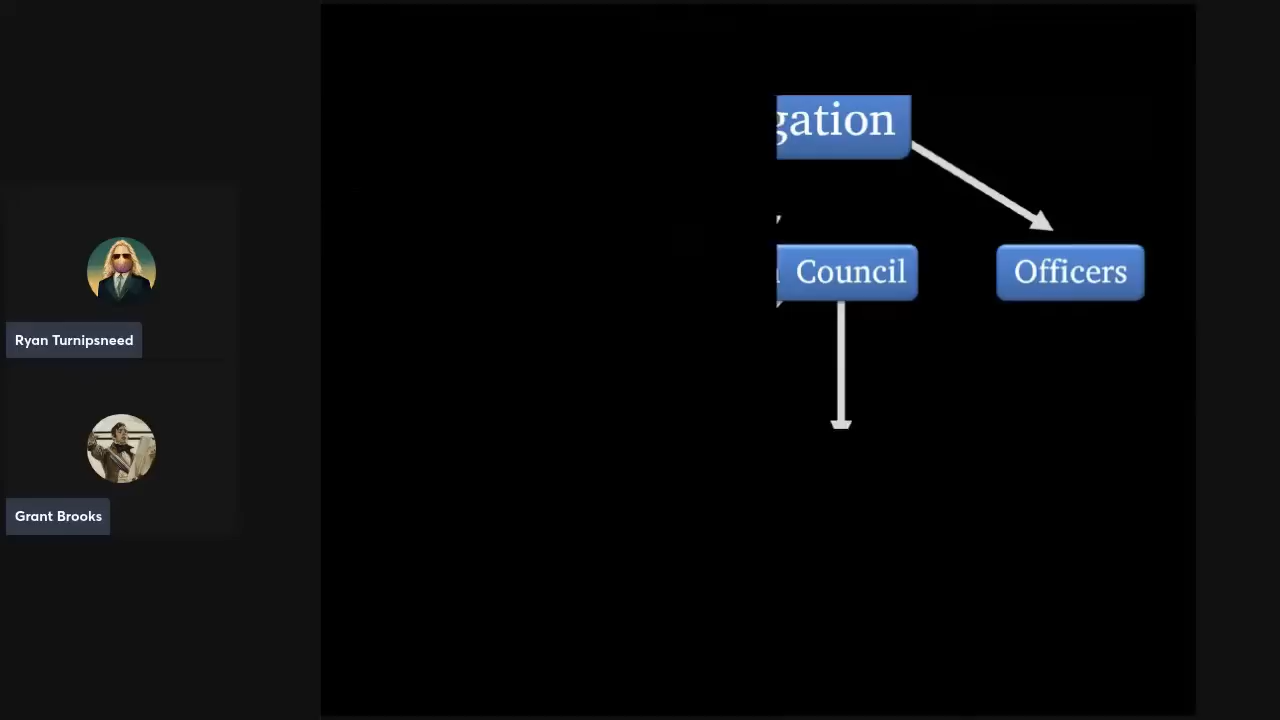 gation
Council
Officers
Ryan Turnipsneed
Grant Brooks